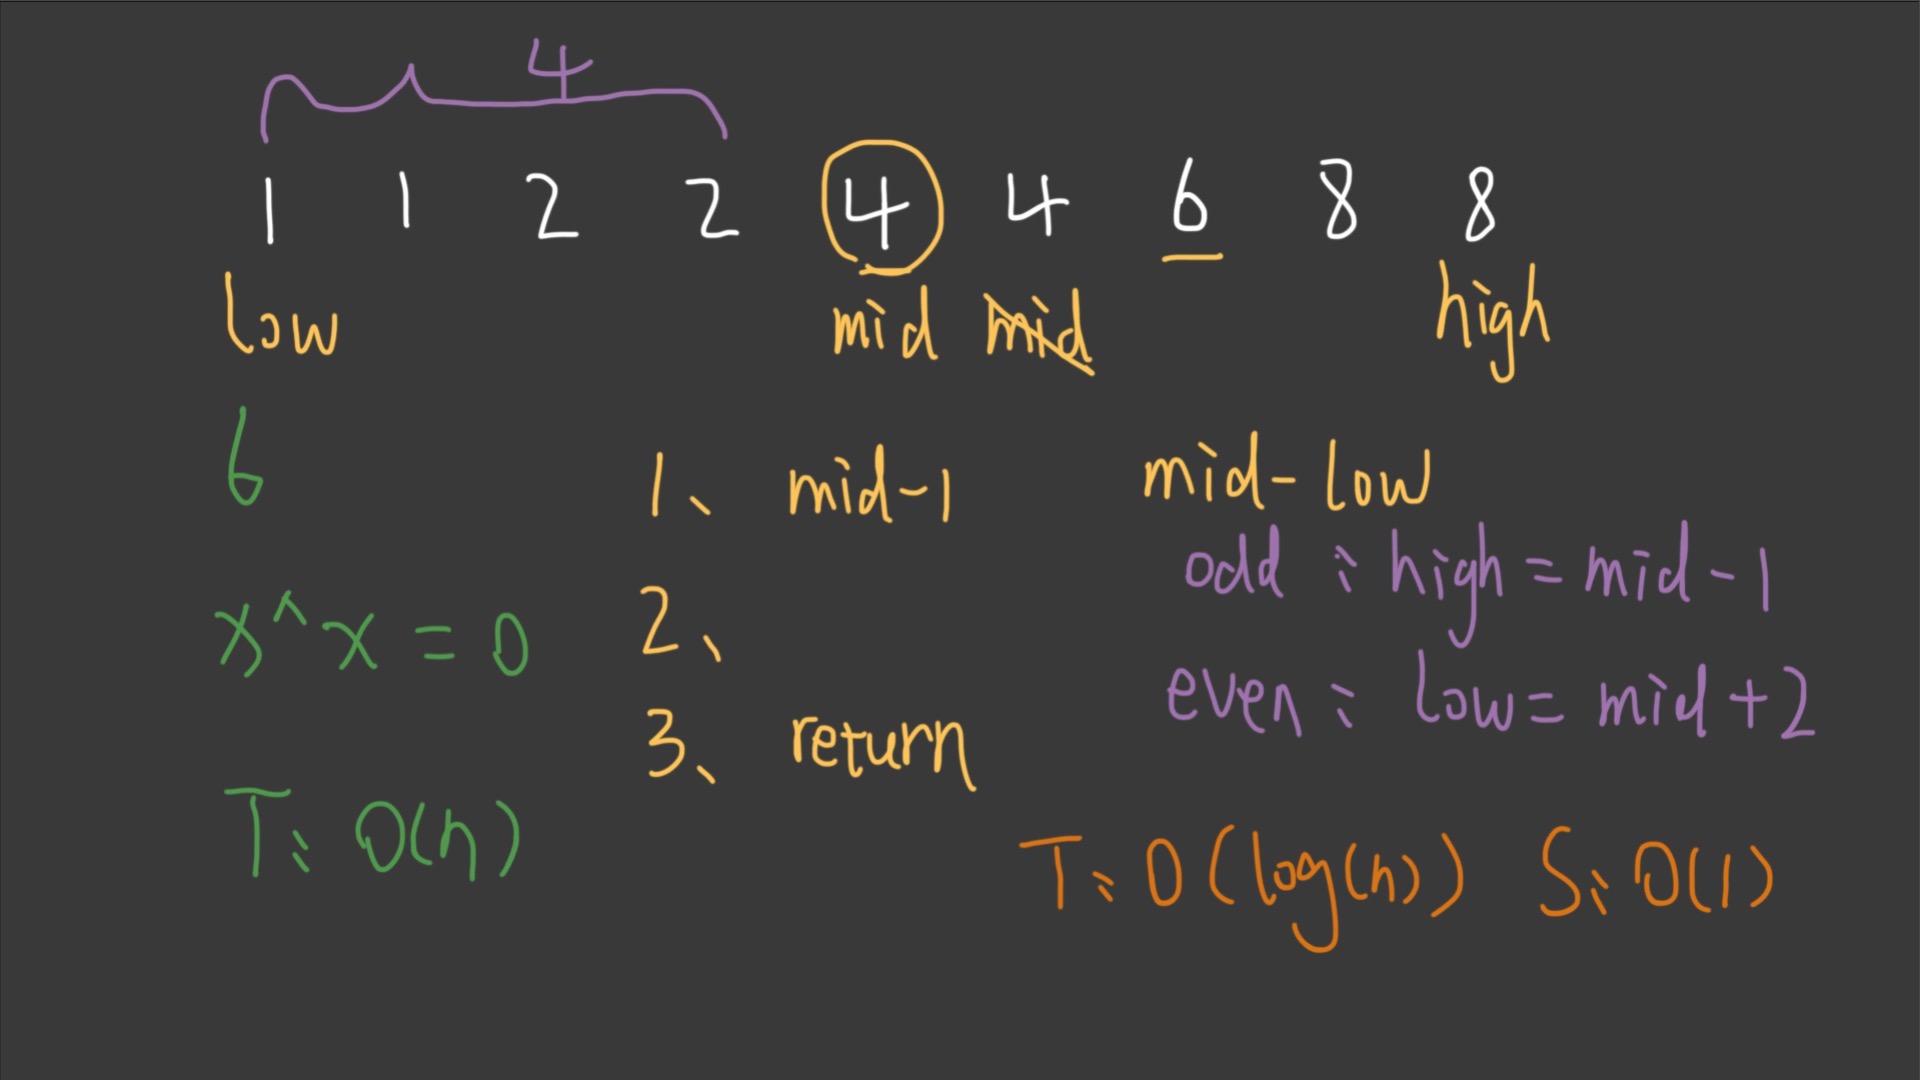 4
1 1 2 2 4 4 6 8 8
low mid mid high
6
x^x = 0
T: O(n)
1、 mid-1
2、
3、 return
mid-low
odd: high = mid-1
even: low = mid+2
T: O(log(n)) S: O(1)